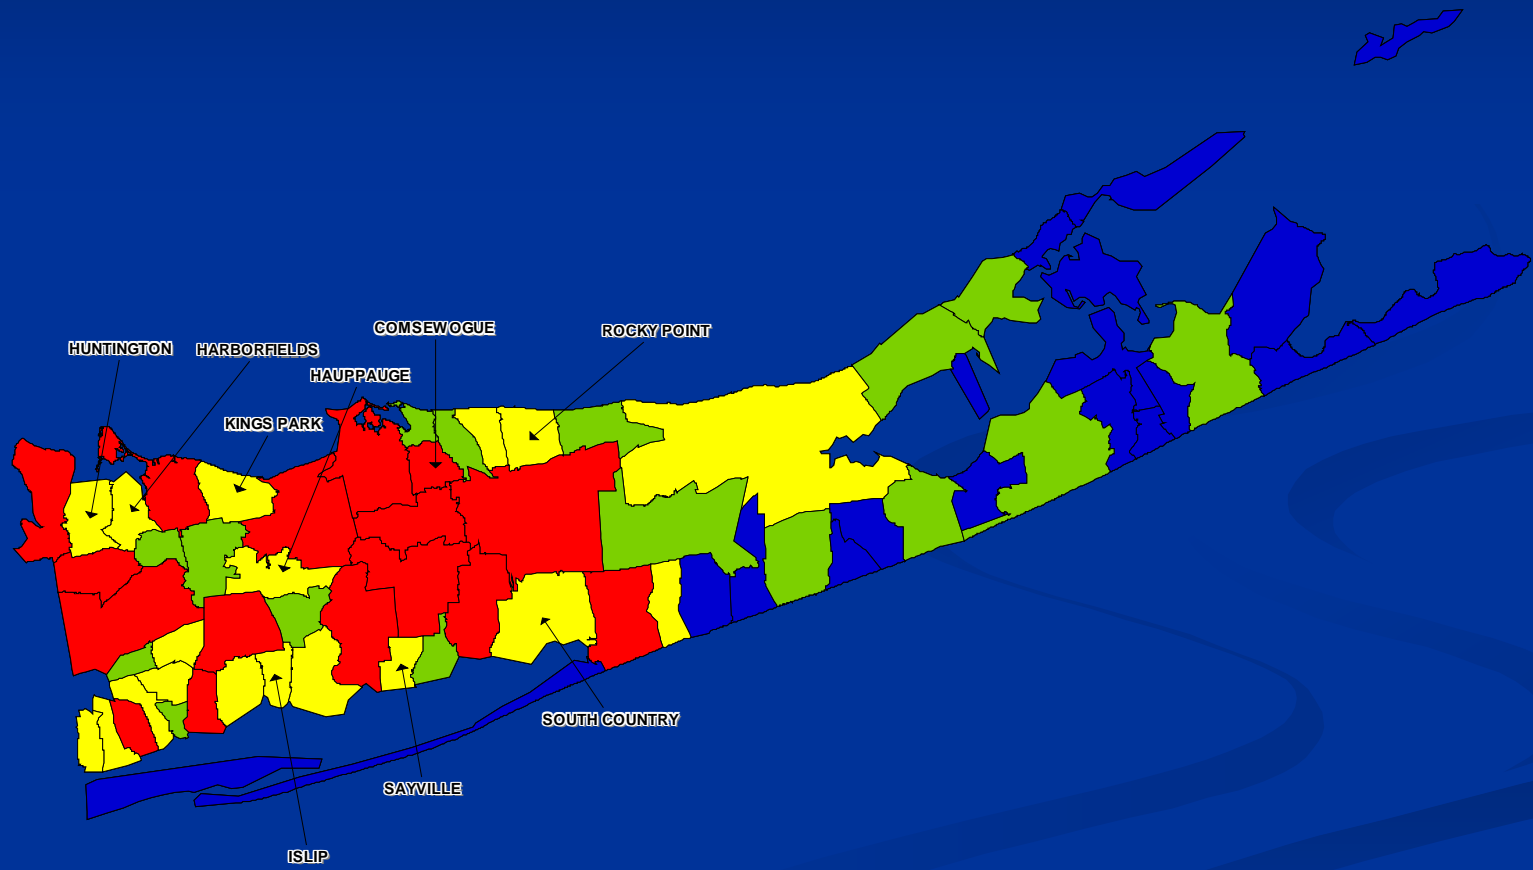 COMSEWOGUE
ROCKY POINT
HUNTINGTON
HARBORFIELDS
HAUPPAUGE
KINGS PARK
SOUTH COUNTRY
SAYVILLE
ISLIP